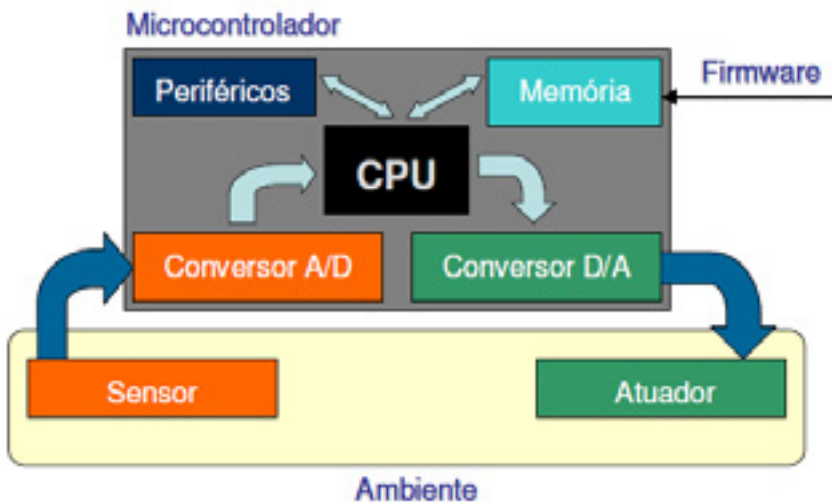 Microcontrolador
Periféricos
Memória
Firmware
CPU
Conversor A/D
Conversor D/A
Sensor
Atuador
Ambiente